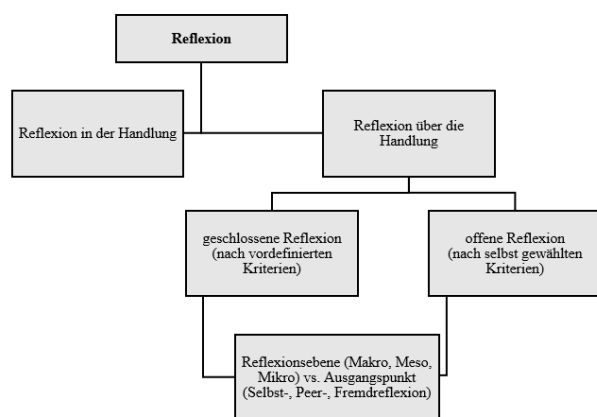 Reflexion
Reflexion in der Handlung
Reflexion über die
Handlung
geschlossene Reflexion
(nach vordefinierten
Kriterien)
offene Reflexion
(nach selbst gewählten
Kriterien)
Reflexionsebene (Makro, Meso,
Mikro) vs. Ausgangspunkt
(Selbst-, Peer-, Fremdreflexion)